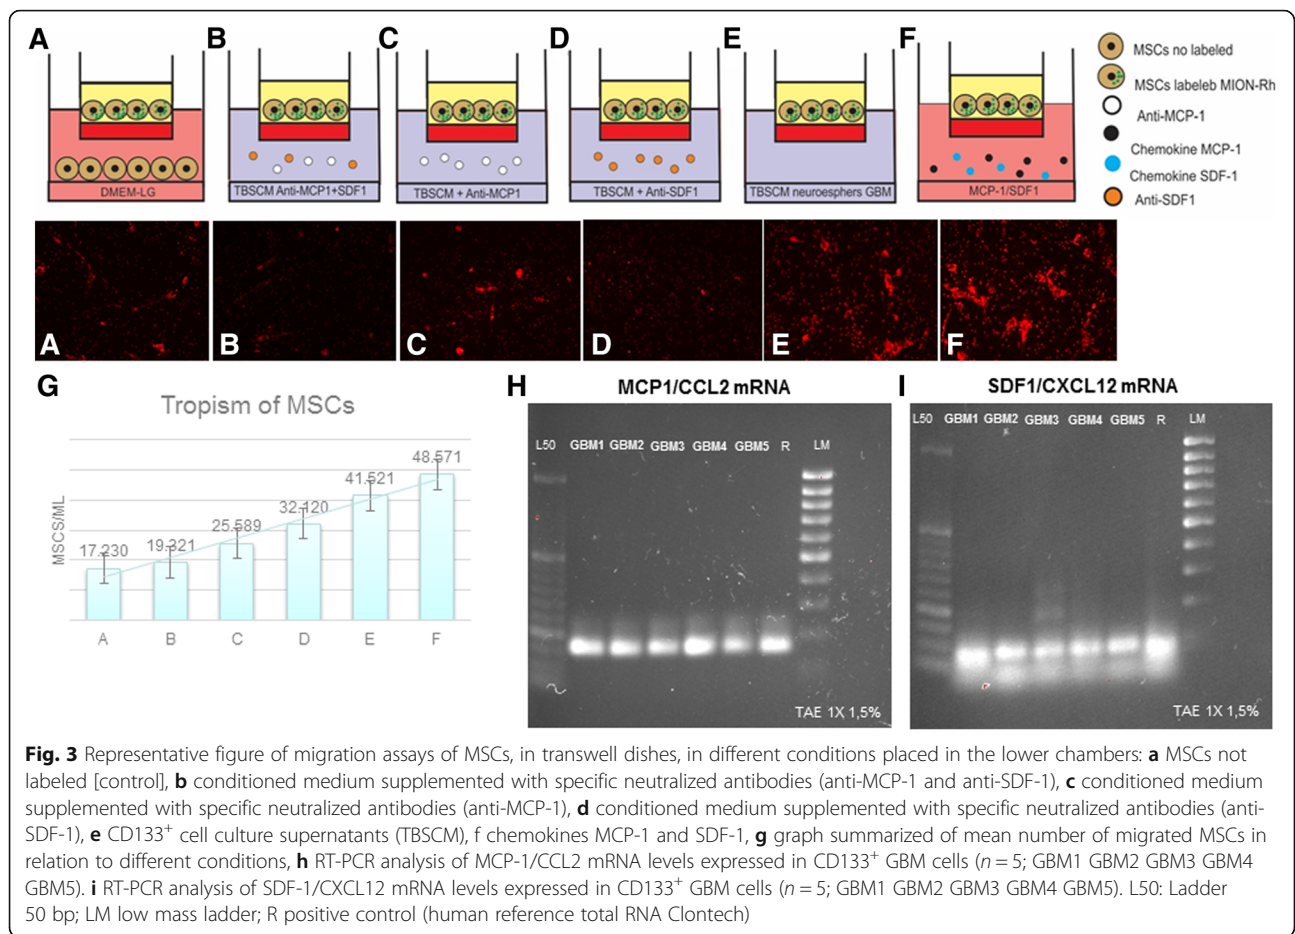 A B C D E F
MSCs no labeled
MSCs labeleb MION-Rh
Anti-MCP-1
Chemokine MCP-1
Chemokine SDF-1
Anti-SDF1
DMEM-LG
TBSCM Anti-MCP1+SDF1
TBSCM + Anti-MCP1
TBSCM + Anti-SDF1
TBSCM neuroesphers GBM
MCP-1/SDF1
A B C D E F
G
Tropism of MSCs
MSCS/ML
17.230 19.321 25.589 32.120 41.521 48.571
A B C D E F
H
MCP1/CCL2 mRNA
L50 GBM1 GBM2 GBM3 GBM4 GBM5 R LM
TAE 1X 1,5%
I
SDF1/CXCL12 mRNA
L50 GBM1 GBM2 GBM3 GBM4 GBM5 R LM
TAE 1X 1,5%
Fig. 3 Representative figure of migration assays of MSCs, in transwell dishes, in different conditions placed in the lower chambers: a MSCs not
labeled [control], b conditioned medium supplemented with specific neutralized antibodies (anti-MCP-1 and anti-SDF-1), c conditioned medium
supplemented with specific neutralized antibodies (anti-MCP-1), d conditioned medium supplemented with specific neutralized antibodies (anti-
SDF-1), e CD133+ cell culture supernatants (TBSCM), f chemokines MCP-1 and SDF-1, g graph summarized of mean number of migrated MSCs in
relation to different conditions, h RT-PCR analysis of MCP-1/CCL2 mRNA levels expressed in CD133+ GBM cells (n = 5; GBM1 GBM2 GBM3 GBM4
GBM5). i RT-PCR analysis of SDF-1/CXCL12 mRNA levels expressed in CD133+ GBM cells (n = 5; GBM1 GBM2 GBM3 GBM4 GBM5). L50: Ladder
50 bp; LM low mass ladder; R positive control (human reference total RNA Clontech)